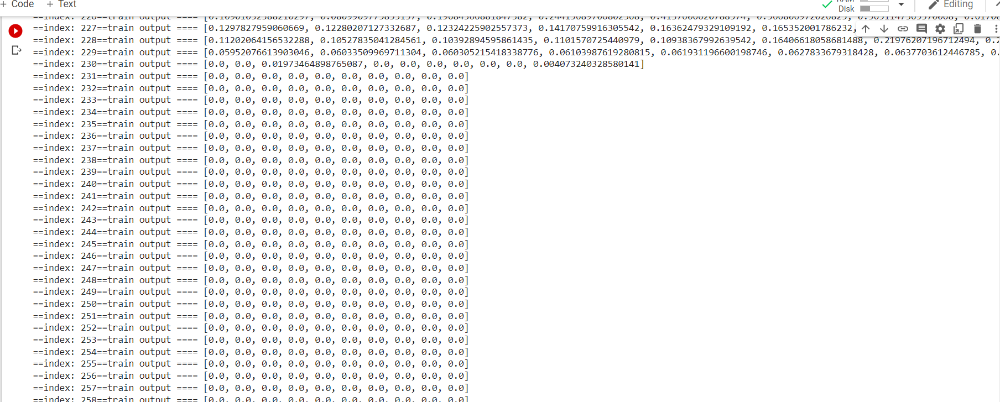 + Code + Text
RAM
Disk
Editing
==index: 227==train output ==== [0.1297827959060669, 0.12280207127332687, 0.12324225902557373, 0.14170759916305542, 0.16362479329109192, 0.165352001786232,
==index: 228==train output ==== [0.11202064156532288, 0.10527835041284561, 0.10392894595861435, 0.1101570725440979, 0.10938367992639542, 0.16406618058681488, 0.21976207196712494,
==index: 229==train output ==== [0.05952076613903046, 0.06033509969711304, 0.060305215418338776, 0.06103987619280815, 0.061931196600198746, 0.0627833679318428, 0.0637703612446785, 0.
==index: 230==train output ==== [0.0, 0.0, 0.01973464898765087, 0.0, 0.0, 0.0, 0.0, 0.0, 0.0, 0.004073240328580141]
==index: 231==train output ==== [0.0, 0.0, 0.0, 0.0, 0.0, 0.0, 0.0, 0.0, 0.0, 0.0]
==index: 232==train output ==== [0.0, 0.0, 0.0, 0.0, 0.0, 0.0, 0.0, 0.0, 0.0, 0.0]
==index: 233==train output ==== [0.0, 0.0, 0.0, 0.0, 0.0, 0.0, 0.0, 0.0, 0.0, 0.0]
==index: 234==train output ==== [0.0, 0.0, 0.0, 0.0, 0.0, 0.0, 0.0, 0.0, 0.0, 0.0]
==index: 235==train output ==== [0.0, 0.0, 0.0, 0.0, 0.0, 0.0, 0.0, 0.0, 0.0, 0.0]
==index: 236==train output ==== [0.0, 0.0, 0.0, 0.0, 0.0, 0.0, 0.0, 0.0, 0.0, 0.0]
==index: 237==train output ==== [0.0, 0.0, 0.0, 0.0, 0.0, 0.0, 0.0, 0.0, 0.0, 0.0]
==index: 238==train output ==== [0.0, 0.0, 0.0, 0.0, 0.0, 0.0, 0.0, 0.0, 0.0, 0.0]
==index: 239==train output ==== [0.0, 0.0, 0.0, 0.0, 0.0, 0.0, 0.0, 0.0, 0.0, 0.0]
==index: 240==train output ==== [0.0, 0.0, 0.0, 0.0, 0.0, 0.0, 0.0, 0.0, 0.0, 0.0]
==index: 241==train output ==== [0.0, 0.0, 0.0, 0.0, 0.0, 0.0, 0.0, 0.0, 0.0, 0.0]
==index: 242==train output ==== [0.0, 0.0, 0.0, 0.0, 0.0, 0.0, 0.0, 0.0, 0.0, 0.0]
==index: 243==train output ==== [0.0, 0.0, 0.0, 0.0, 0.0, 0.0, 0.0, 0.0, 0.0, 0.0]
==index: 244==train output ==== [0.0, 0.0, 0.0, 0.0, 0.0, 0.0, 0.0, 0.0, 0.0, 0.0]
==index: 245==train output ==== [0.0, 0.0, 0.0, 0.0, 0.0, 0.0, 0.0, 0.0, 0.0, 0.0]
==index: 246==train output ==== [0.0, 0.0, 0.0, 0.0, 0.0, 0.0, 0.0, 0.0, 0.0, 0.0]
==index: 247==train output ==== [0.0, 0.0, 0.0, 0.0, 0.0, 0.0, 0.0, 0.0, 0.0, 0.0]
==index: 248==train output ==== [0.0, 0.0, 0.0, 0.0, 0.0, 0.0, 0.0, 0.0, 0.0, 0.0]
==index: 249==train output ==== [0.0, 0.0, 0.0, 0.0, 0.0, 0.0, 0.0, 0.0, 0.0, 0.0]
==index: 250==train output ==== [0.0, 0.0, 0.0, 0.0, 0.0, 0.0, 0.0, 0.0, 0.0, 0.0]
==index: 251==train output ==== [0.0, 0.0, 0.0, 0.0, 0.0, 0.0, 0.0, 0.0, 0.0, 0.0]
==index: 252==train output ==== [0.0, 0.0, 0.0, 0.0, 0.0, 0.0, 0.0, 0.0, 0.0, 0.0]
==index: 253==train output ==== [0.0, 0.0, 0.0, 0.0, 0.0, 0.0, 0.0, 0.0, 0.0, 0.0]
==index: 254==train output ==== [0.0, 0.0, 0.0, 0.0, 0.0, 0.0, 0.0, 0.0, 0.0, 0.0]
==index: 255==train output ==== [0.0, 0.0, 0.0, 0.0, 0.0, 0.0, 0.0, 0.0, 0.0, 0.0]
==index: 256==train output ==== [0.0, 0.0, 0.0, 0.0, 0.0, 0.0, 0.0, 0.0, 0.0, 0.0]
==index: 257==train output ==== [0.0, 0.0, 0.0, 0.0, 0.0, 0.0, 0.0, 0.0, 0.0, 0.0]
==index: 258==train output ==== [0.0, 0.0, 0.0, 0.0, 0.0, 0.0, 0.0, 0.0, 0.0, 0.0]